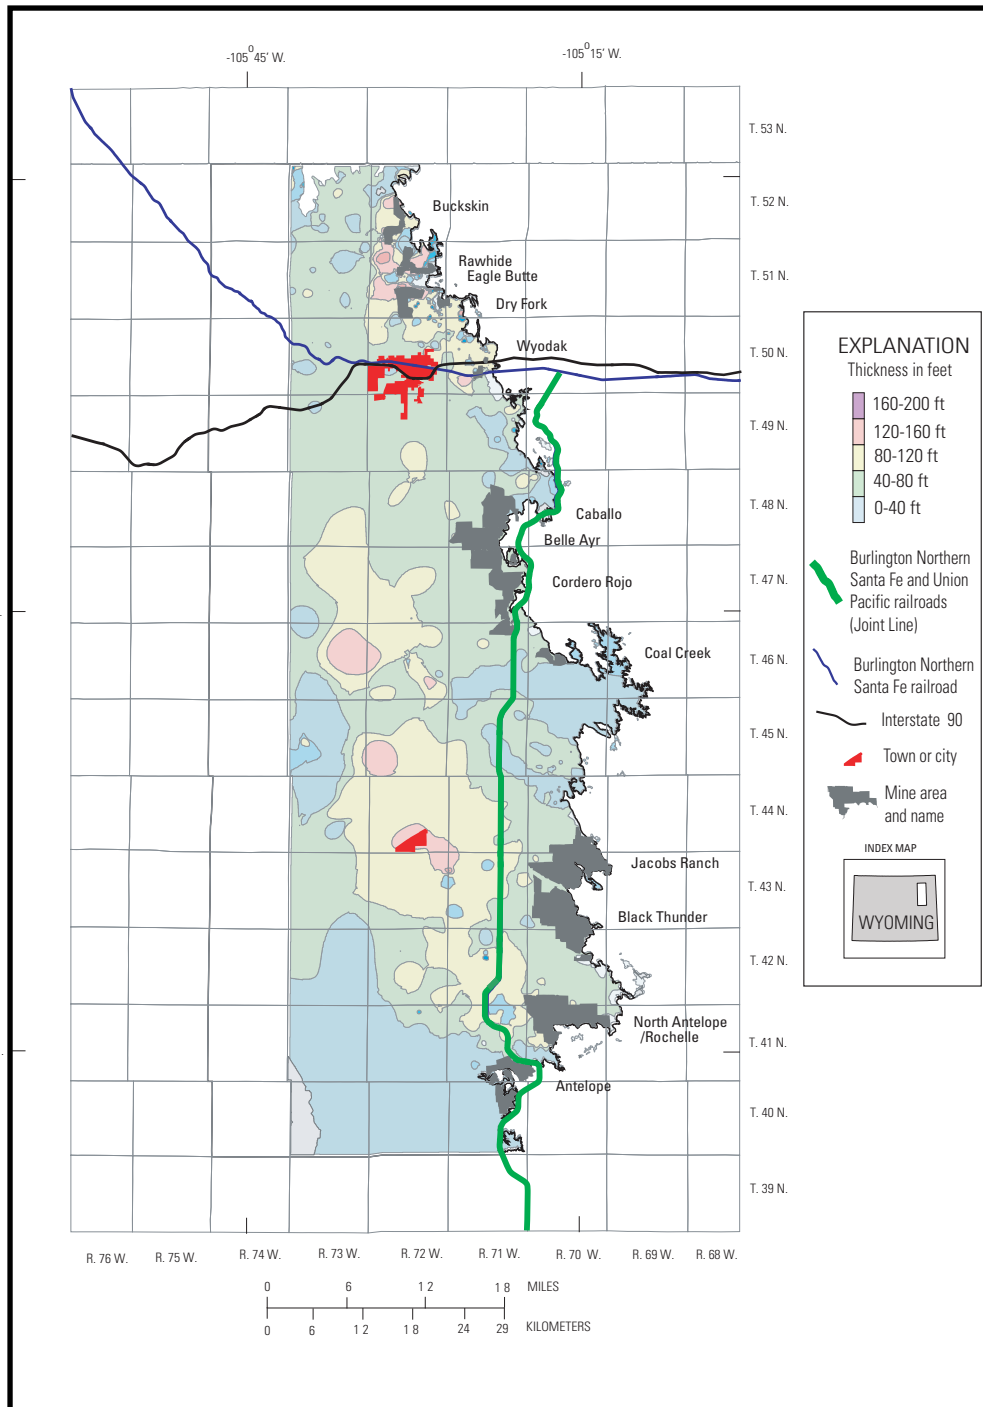 -105° 45' W.
-105° 15' W.
T. 53 N.
T. 52 N.
T. 51 N.
T. 50 N.
T. 49 N.
T. 48 N.
T. 47 N.
T. 46 N.
T. 45 N.
T. 44 N.
T. 43 N.
T. 42 N.
T. 41 N.
T. 40 N.
T. 39 N.
Buckskin
Rawhide
Eagle Butte
Dry Fork
Wyodak
Caballo
Belle Ayr
Cordero Rojo
Coal Creek
Jacobs Ranch
Black Thunder
North Antelope
/Rochelle
Antelope
R. 76 W. R. 75 W. R. 74 W. R. 73 W. R. 72 W. R. 71 W. R. 70 W. R. 69 W. R. 68 W.
0 6 12 18 MILES
0 6 12 18 24 29 KILOMETERS
EXPLANATION
Thickness in feet
160-200 ft
120-160 ft
80-120 ft
40-80 ft
0-40 ft
Burlington Northern
Santa Fe and Union
Pacific railroads
(Joint Line)
Burlington Northern
Santa Fe railroad
Interstate 90
Town or city
Mine area
and name
INDEX MAP
WYOMING